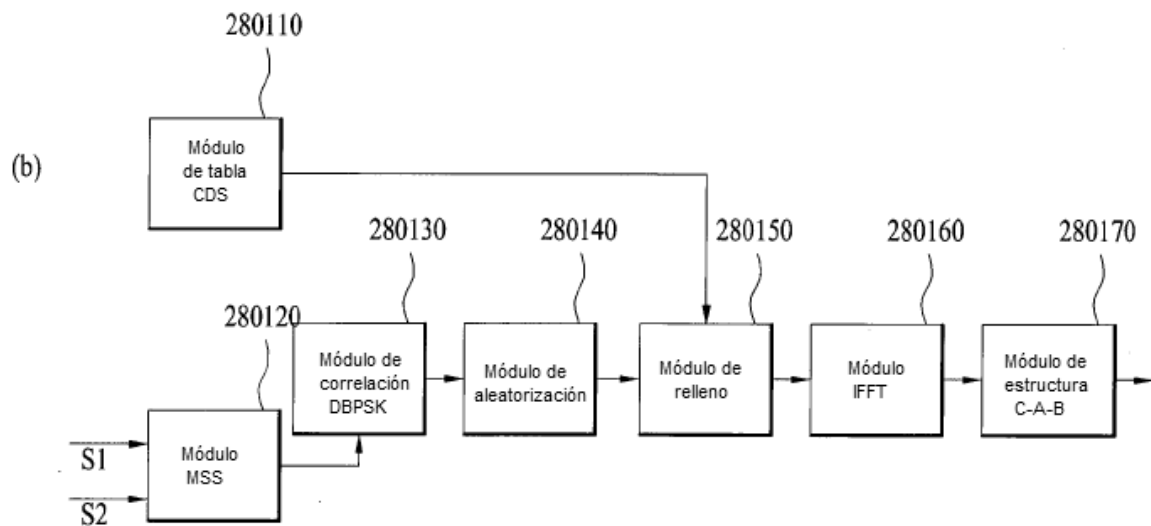 280110
Módulo
de tabla
CDS
(b)
280130
280140
280150
280160
280170
280120
Módulo de
correlación
DBPSK
Módulo de
aleatorización
Módulo de
relleno
Módulo
IFFT
Módulo de
estructura
C-A-B
S1
S2
Módulo
MSS